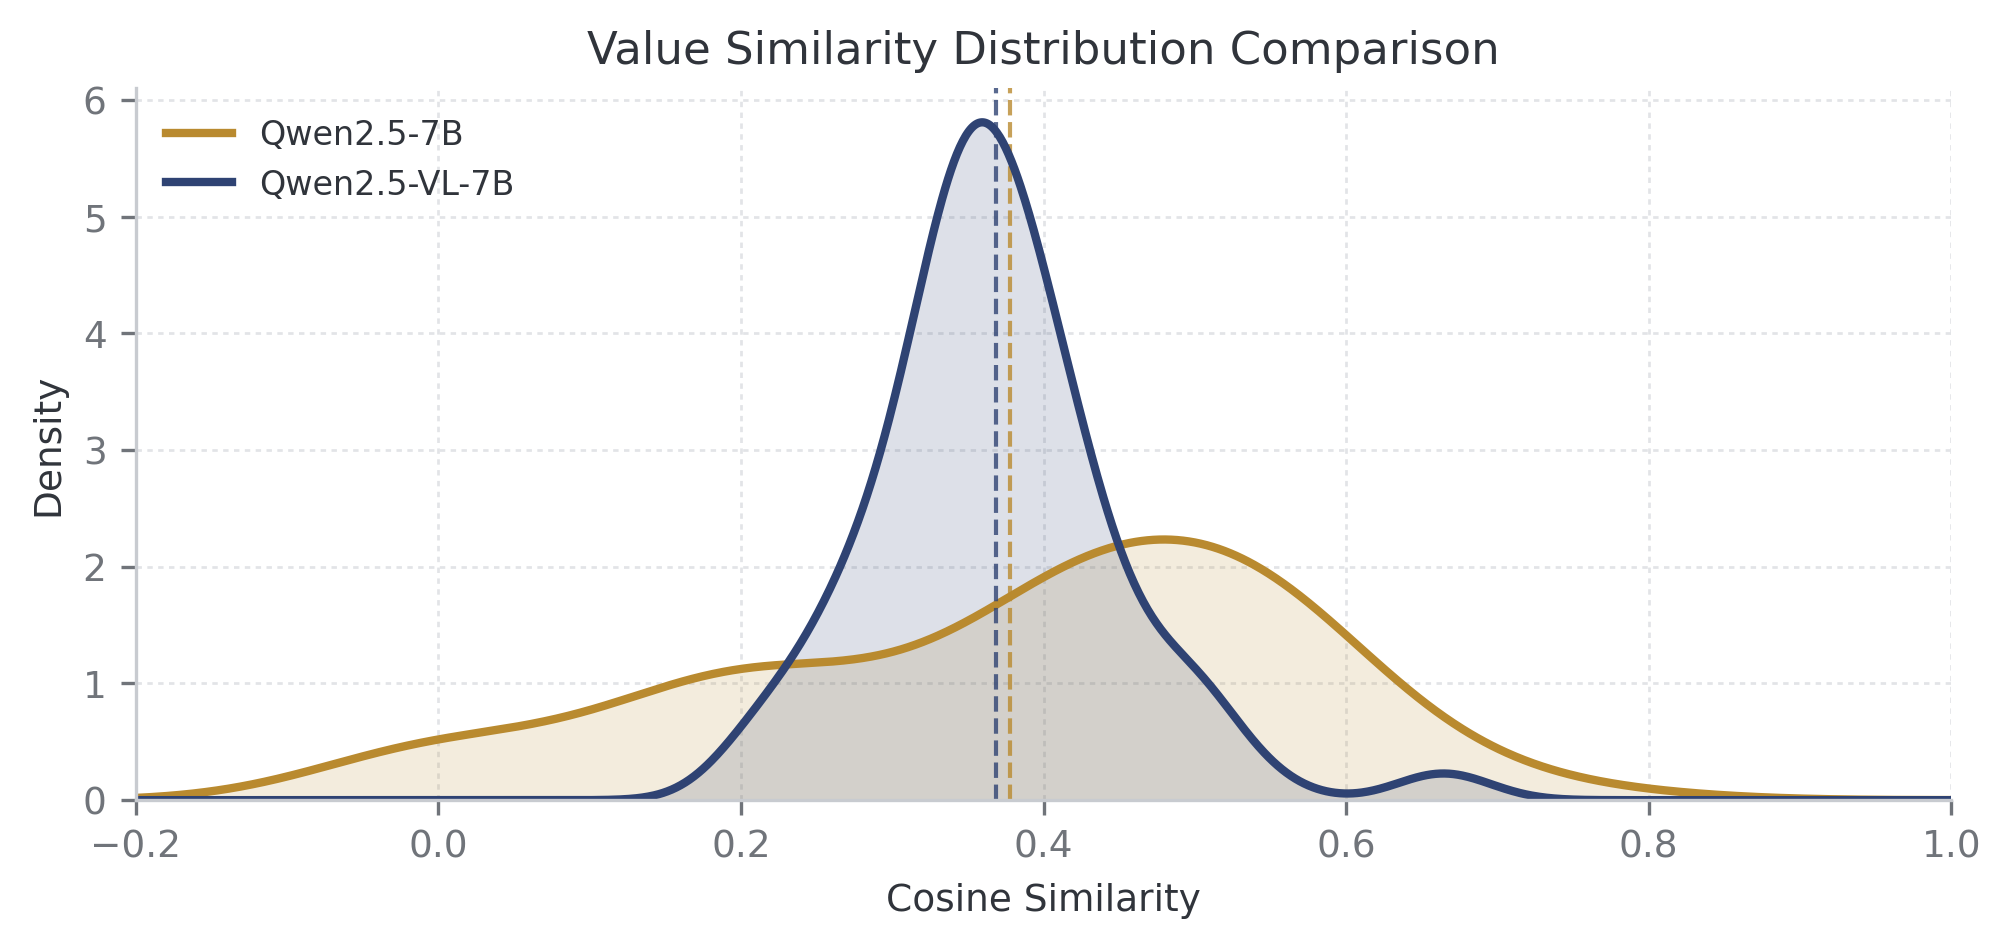 Value Similarity Distribution Comparison
Qwen2.5-7B
Qwen2.5-VL-7B
6
5
4
3
2
1
0
Density
−0.2 0.0 0.2 0.4 0.6 0.8 1.0
Cosine Similarity